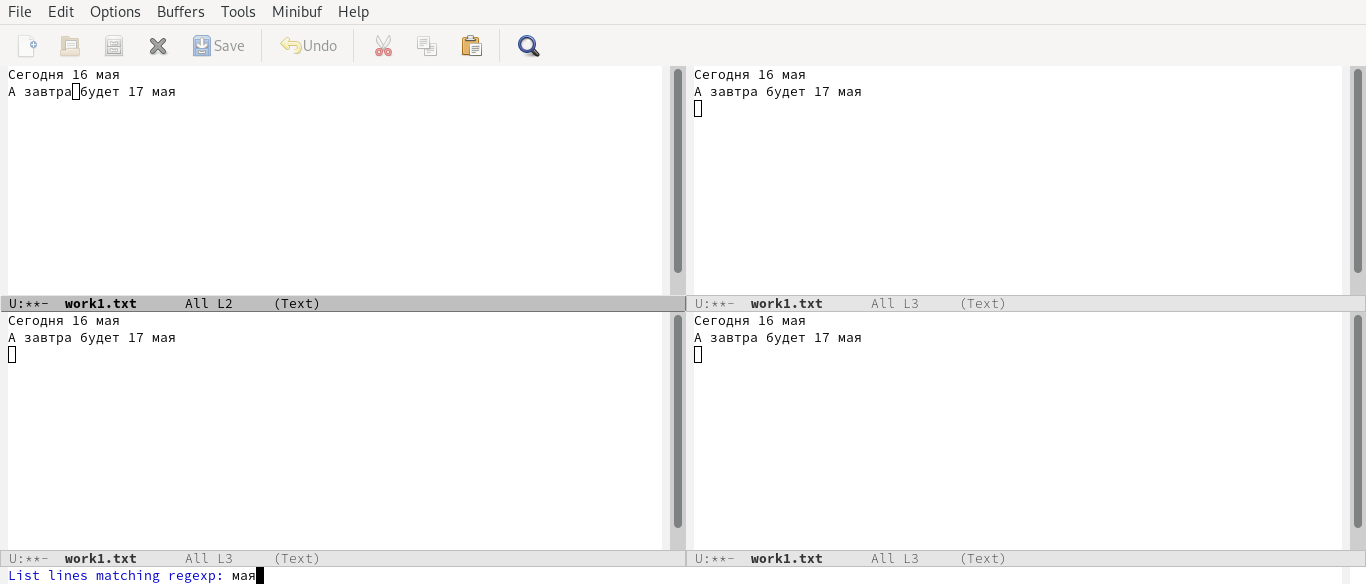 File Edit Options Buffers Tools Minibuf Help
Save Undo
Сегодня 16 мая
А завтра будет 17 мая
U:**- work1.txt All L2 (Text)
Сегодня 16 мая
А завтра будет 17 мая
U:**- work1.txt All L3 (Text)
Сегодня 16 мая
А завтра будет 17 мая
U:**- work1.txt All L3 (Text)
Сегодня 16 мая
А завтра будет 17 мая
U:**- work1.txt All L3 (Text)
List lines matching regexp: мая